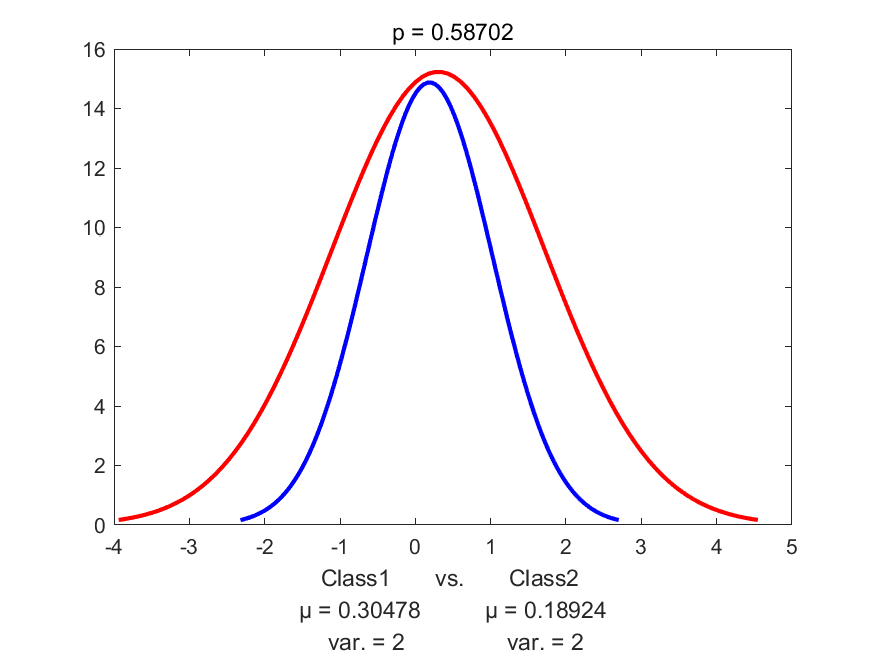 p = 0.58702
16
14
12
10
8
6
4
2
0
-4 -3 -2 -1 0 1 2 3 4 5
Class1 vs. Class2
μ = 0.30478 μ = 0.18924
var. = 2 var. = 2